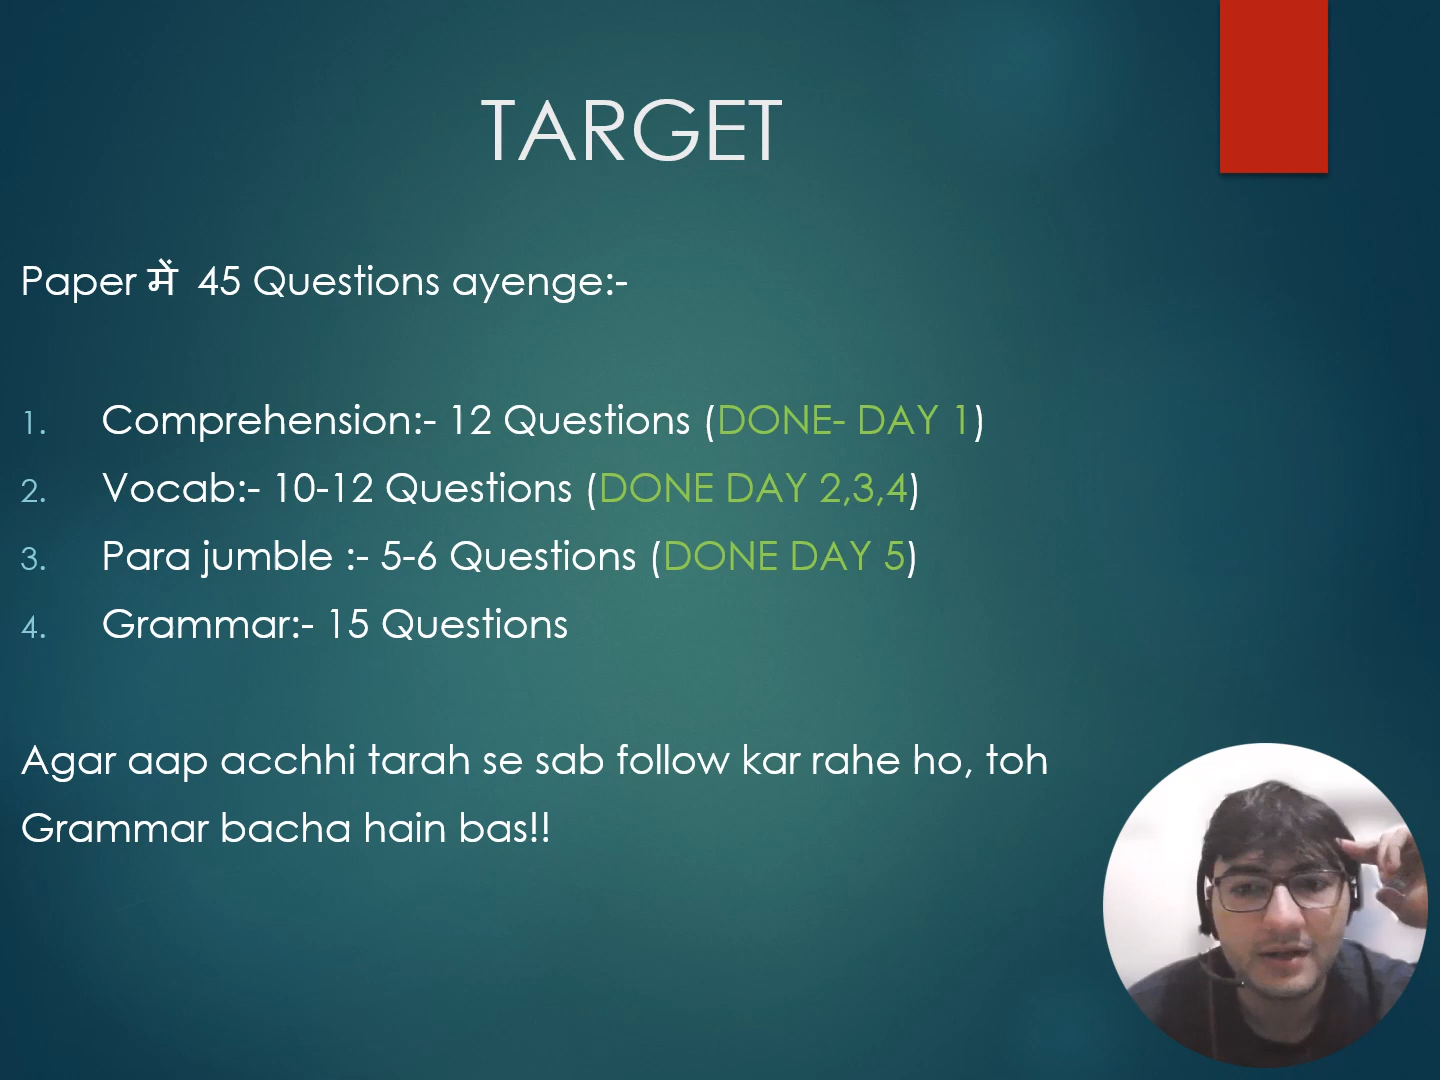 TARGET
Paper में 45 Questions ayenge:-
1. Comprehension:- 12 Questions (DONE- DAY 1)
2. Vocab:- 10-12 Questions (DONE DAY 2,3,4)
3. Para jumble :- 5-6 Questions (DONE DAY 5)
4. Grammar:- 15 Questions
Agar aap acchhi tarah se sab follow kar rahe ho, toh
Grammar bacha hain bas!!